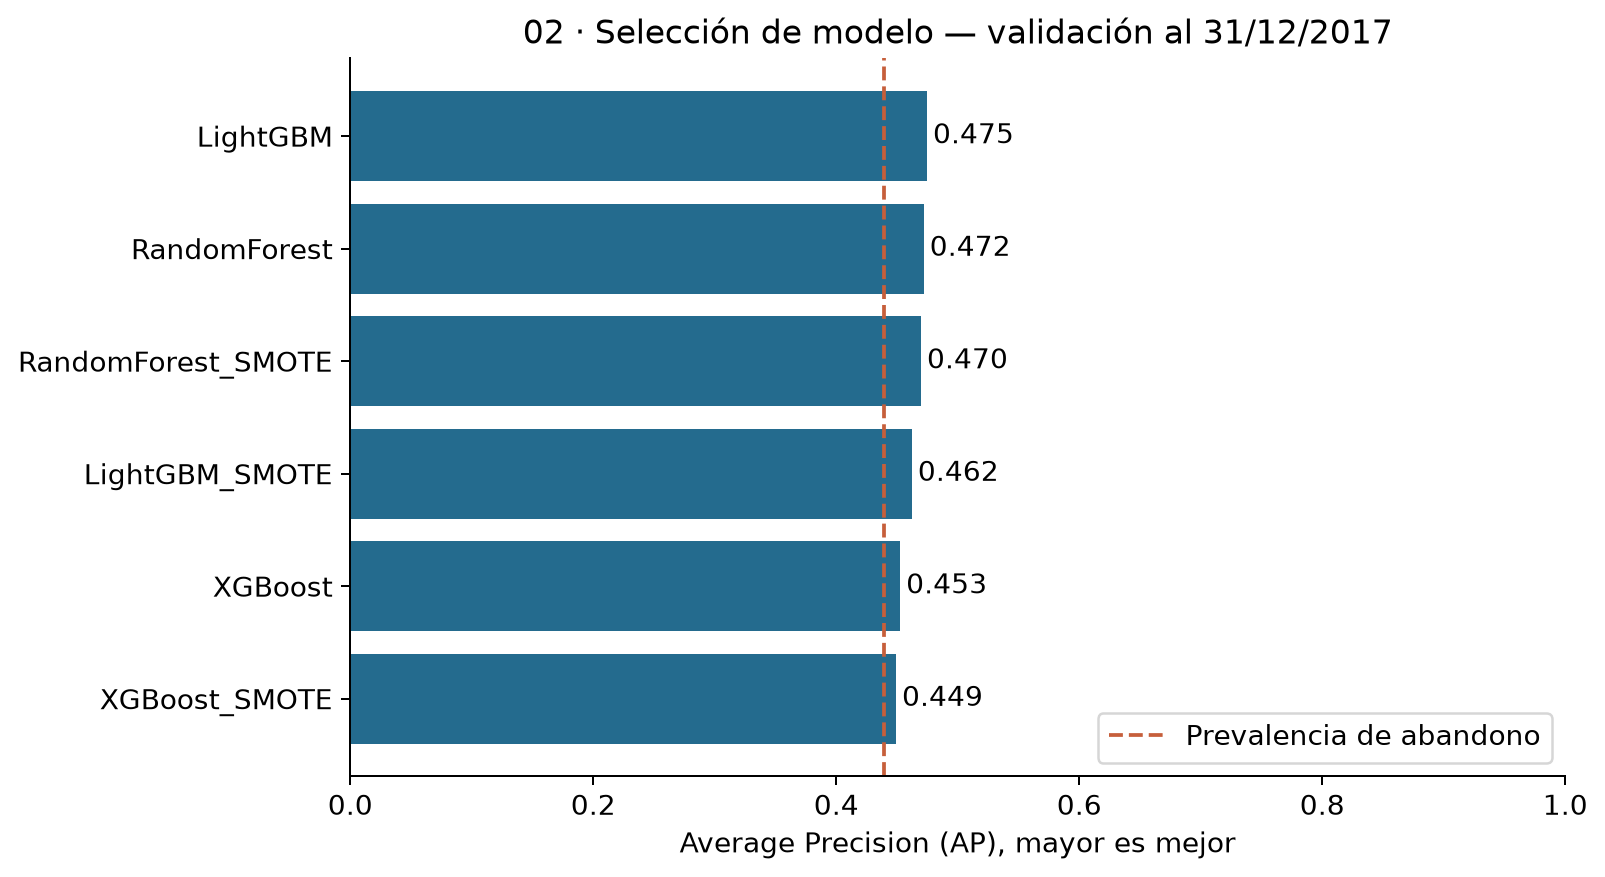 02 · Selección de modelo — validación al 31/12/2017
LightGBM
0.475
RandomForest
0.472
RandomForest_SMOTE
0.470
LightGBM_SMOTE
0.462
XGBoost
0.453
XGBoost_SMOTE
0.449
Prevalencia de abandono
0.0 0.2 0.4 0.6 0.8 1.0
Average Precision (AP), mayor es mejor